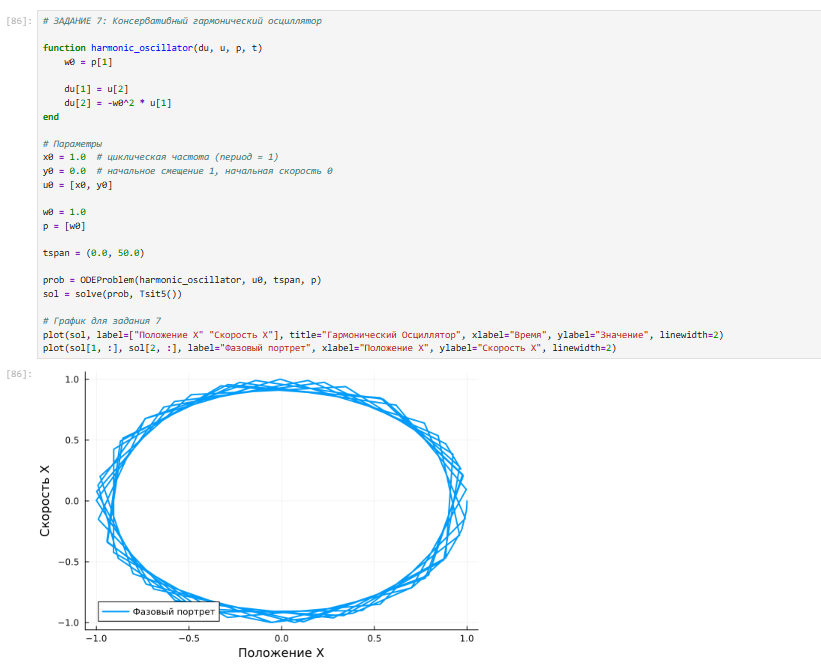 [86]:
# ЗАДАНИЕ 7: Консервативный гармонический осциллятор
function harmonic_oscillator(du, u, p, t)
w0 = p[1]
du[1] = u[2]
du[2] = -w0^2 * u[1]
end
# Параметры
x0 = 1.0 # циклическая частота (период = 1)
y0 = 0.0 # начальное смещение 1, начальная скорость 0
u0 = [x0, y0]
w0 = 1.0
p = [w0]
tspan = (0.0, 50.0)
prob = ODEProblem(harmonic_oscillator, u0, tspan, p)
sol = solve(prob, Tsit5())
# График для задания 7
plot(sol, label=["Положение X" "Скорость X"], title="Гармонический Осциллятор", xlabel="Время", ylabel="Значение", linewidth=2)
plot(sol[1, :], sol[2, :], label="Фазовый портрет", xlabel="Положение X", ylabel="Скорость X", linewidth=2)
[86]:
1.0
0.5
0.0
−0.5
−1.0
Скорость X
Фазовый портрет
−1.0 −0.5 0.0 0.5 1.0
Положение X